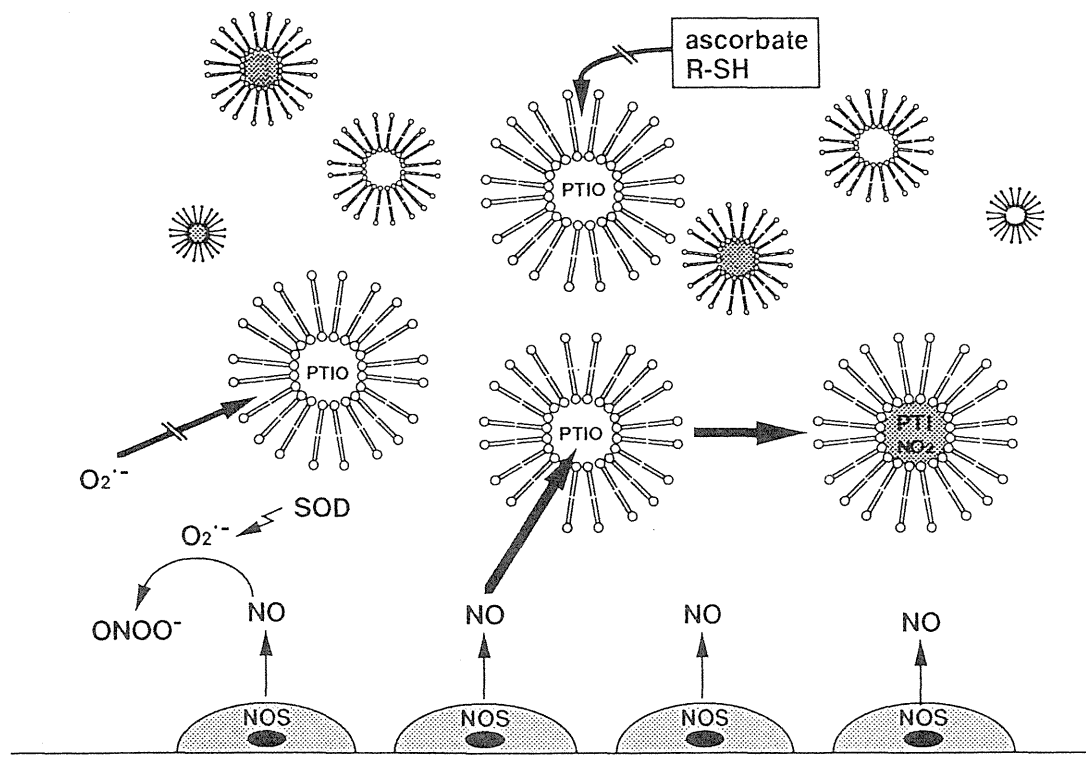 ascorbate
R-SH
PTIO
PTIO
PTIO
PTI
NO₂
O₂·⁻
SOD
O₂·⁻
ONOO⁻
NO
NO
NO
NO
NOS
NOS
NOS
NOS